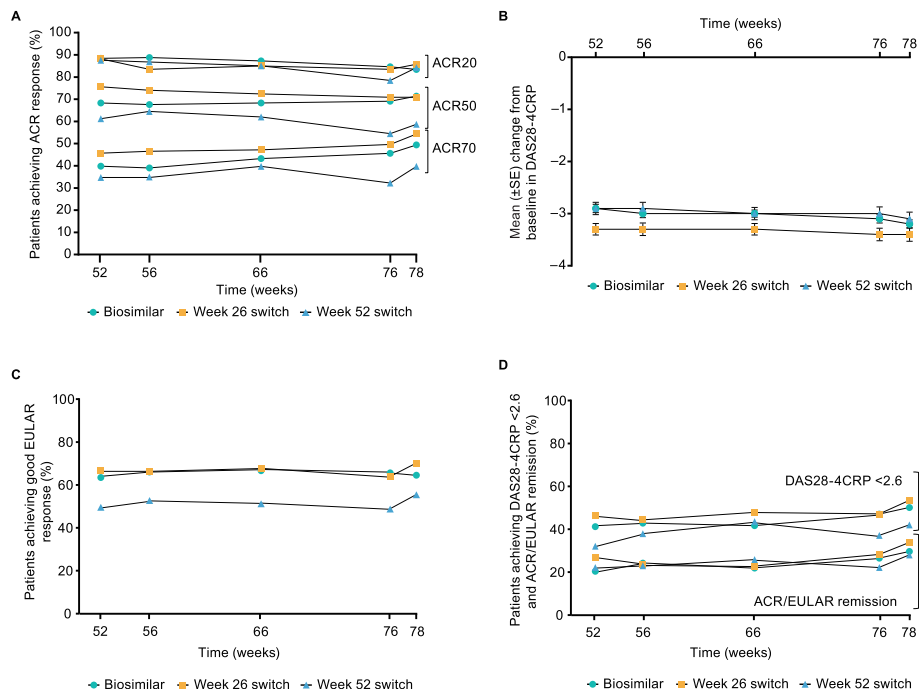 A
Patients achieving ACR response (%)
100
90
80
70
60
50
40
30
20
10
0
ACR20
ACR50
ACR70
52 56 66 76 78
Time (weeks)
Biosimilar Week 26 switch Week 52 switch
B
Time (weeks)
52 56 66 76 78
Mean (±SE) change from
baseline in DAS28-4CRP
0
−1
−2
−3
−4
Biosimilar Week 26 switch Week 52 switch
C
Patients achieving good EULAR
response (%)
100
80
60
40
20
0
52 56 66 76 78
Time (weeks)
Biosimilar Week 26 switch Week 52 switch
D
Patients achieving DAS28-4CRP <2.6
and ACR/EULAR remission (%)
100
80
60
40
20
0
DAS28-4CRP <2.6
ACR/EULAR remission
52 56 66 76 78
Time (weeks)
Biosimilar Week 26 switch Week 52 switch